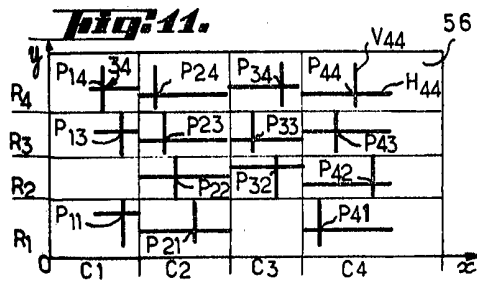 Fig:11.
V44 56
y
R4 P14 34 P24 P34 P44 H44
R3 P13 P23 P33 P43
R2 P22 P32 P42
R1 P11 P21 P41
O C1 C2 C3 C4 x